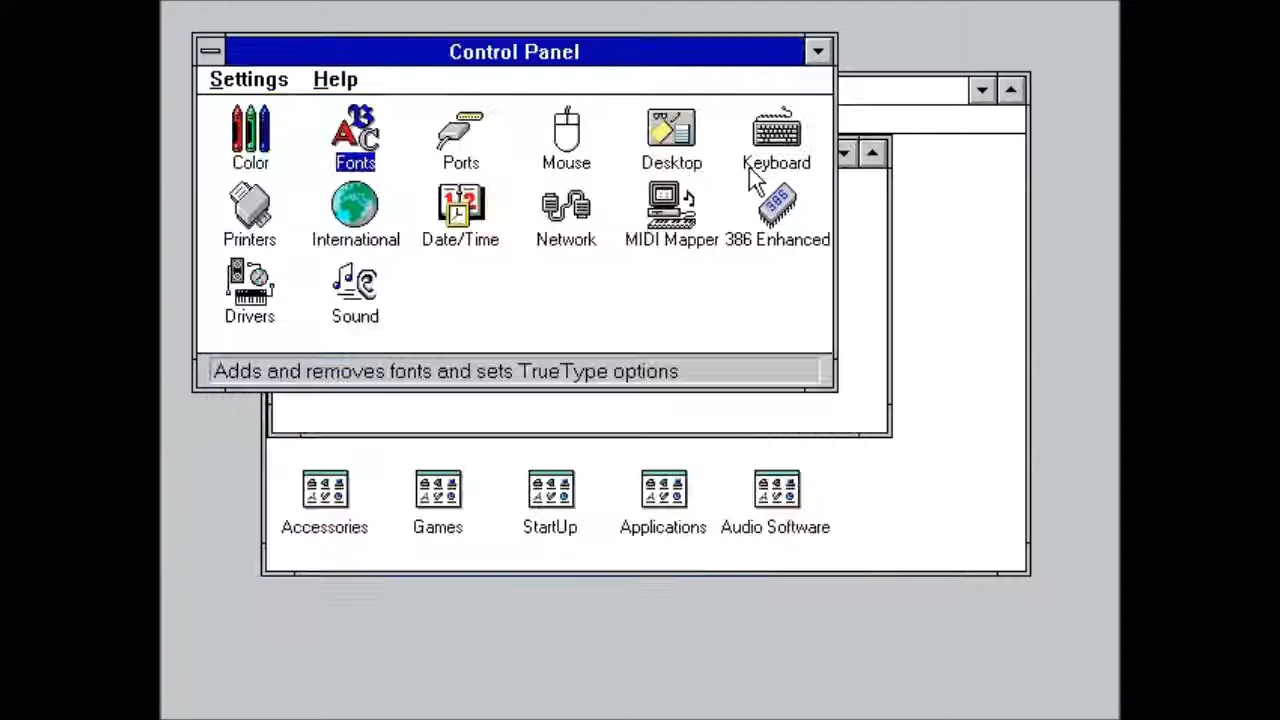 Control Panel
Settings Help
Color Fonts Ports Mouse Desktop Keyboard
Printers International Date/Time Network MIDI Mapper 386 Enhanced
Drivers Sound
Adds and removes fonts and sets TrueType options
Accessories Games StartUp Applications Audio Software